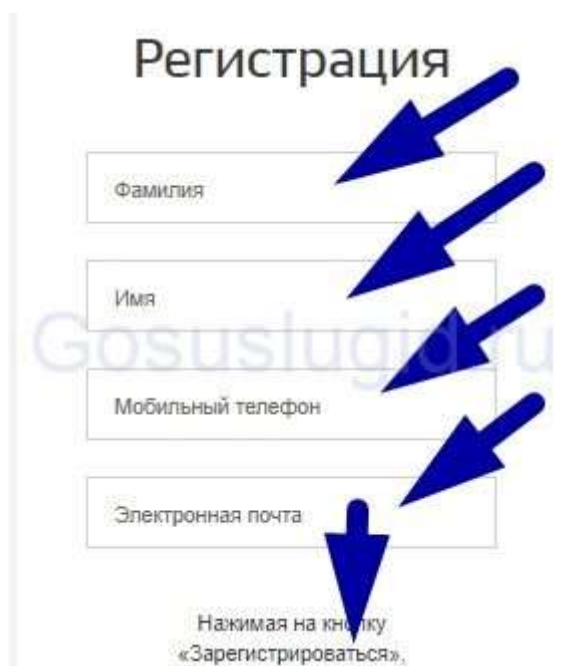 Регистрация
Фамилия
Имя
Gosuslugid.ru
Мобильный телефон
Электронная почта
Нажимая на кнопку
«Зарегистрироваться»,